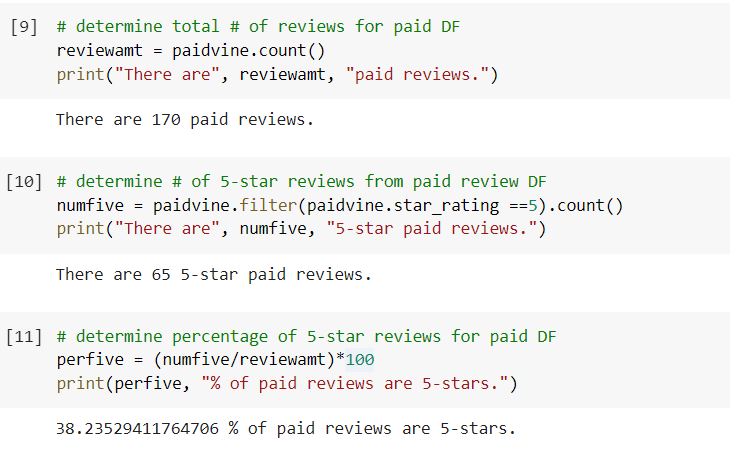 [9] # determine total # of reviews for paid DF
reviewamt = paidvine.count()
print("There are", reviewamt, "paid reviews.")
There are 170 paid reviews.
[10] # determine # of 5-star reviews from paid review DF
numfive = paidvine.filter(paidvine.star_rating ==5).count()
print("There are", numfive, "5-star paid reviews.")
There are 65 5-star paid reviews.
[11] # determine percentage of 5-star reviews for paid DF
perfive = (numfive/reviewamt)*100
print(perfive, "% of paid reviews are 5-stars.")
38.23529411764706 % of paid reviews are 5-stars.